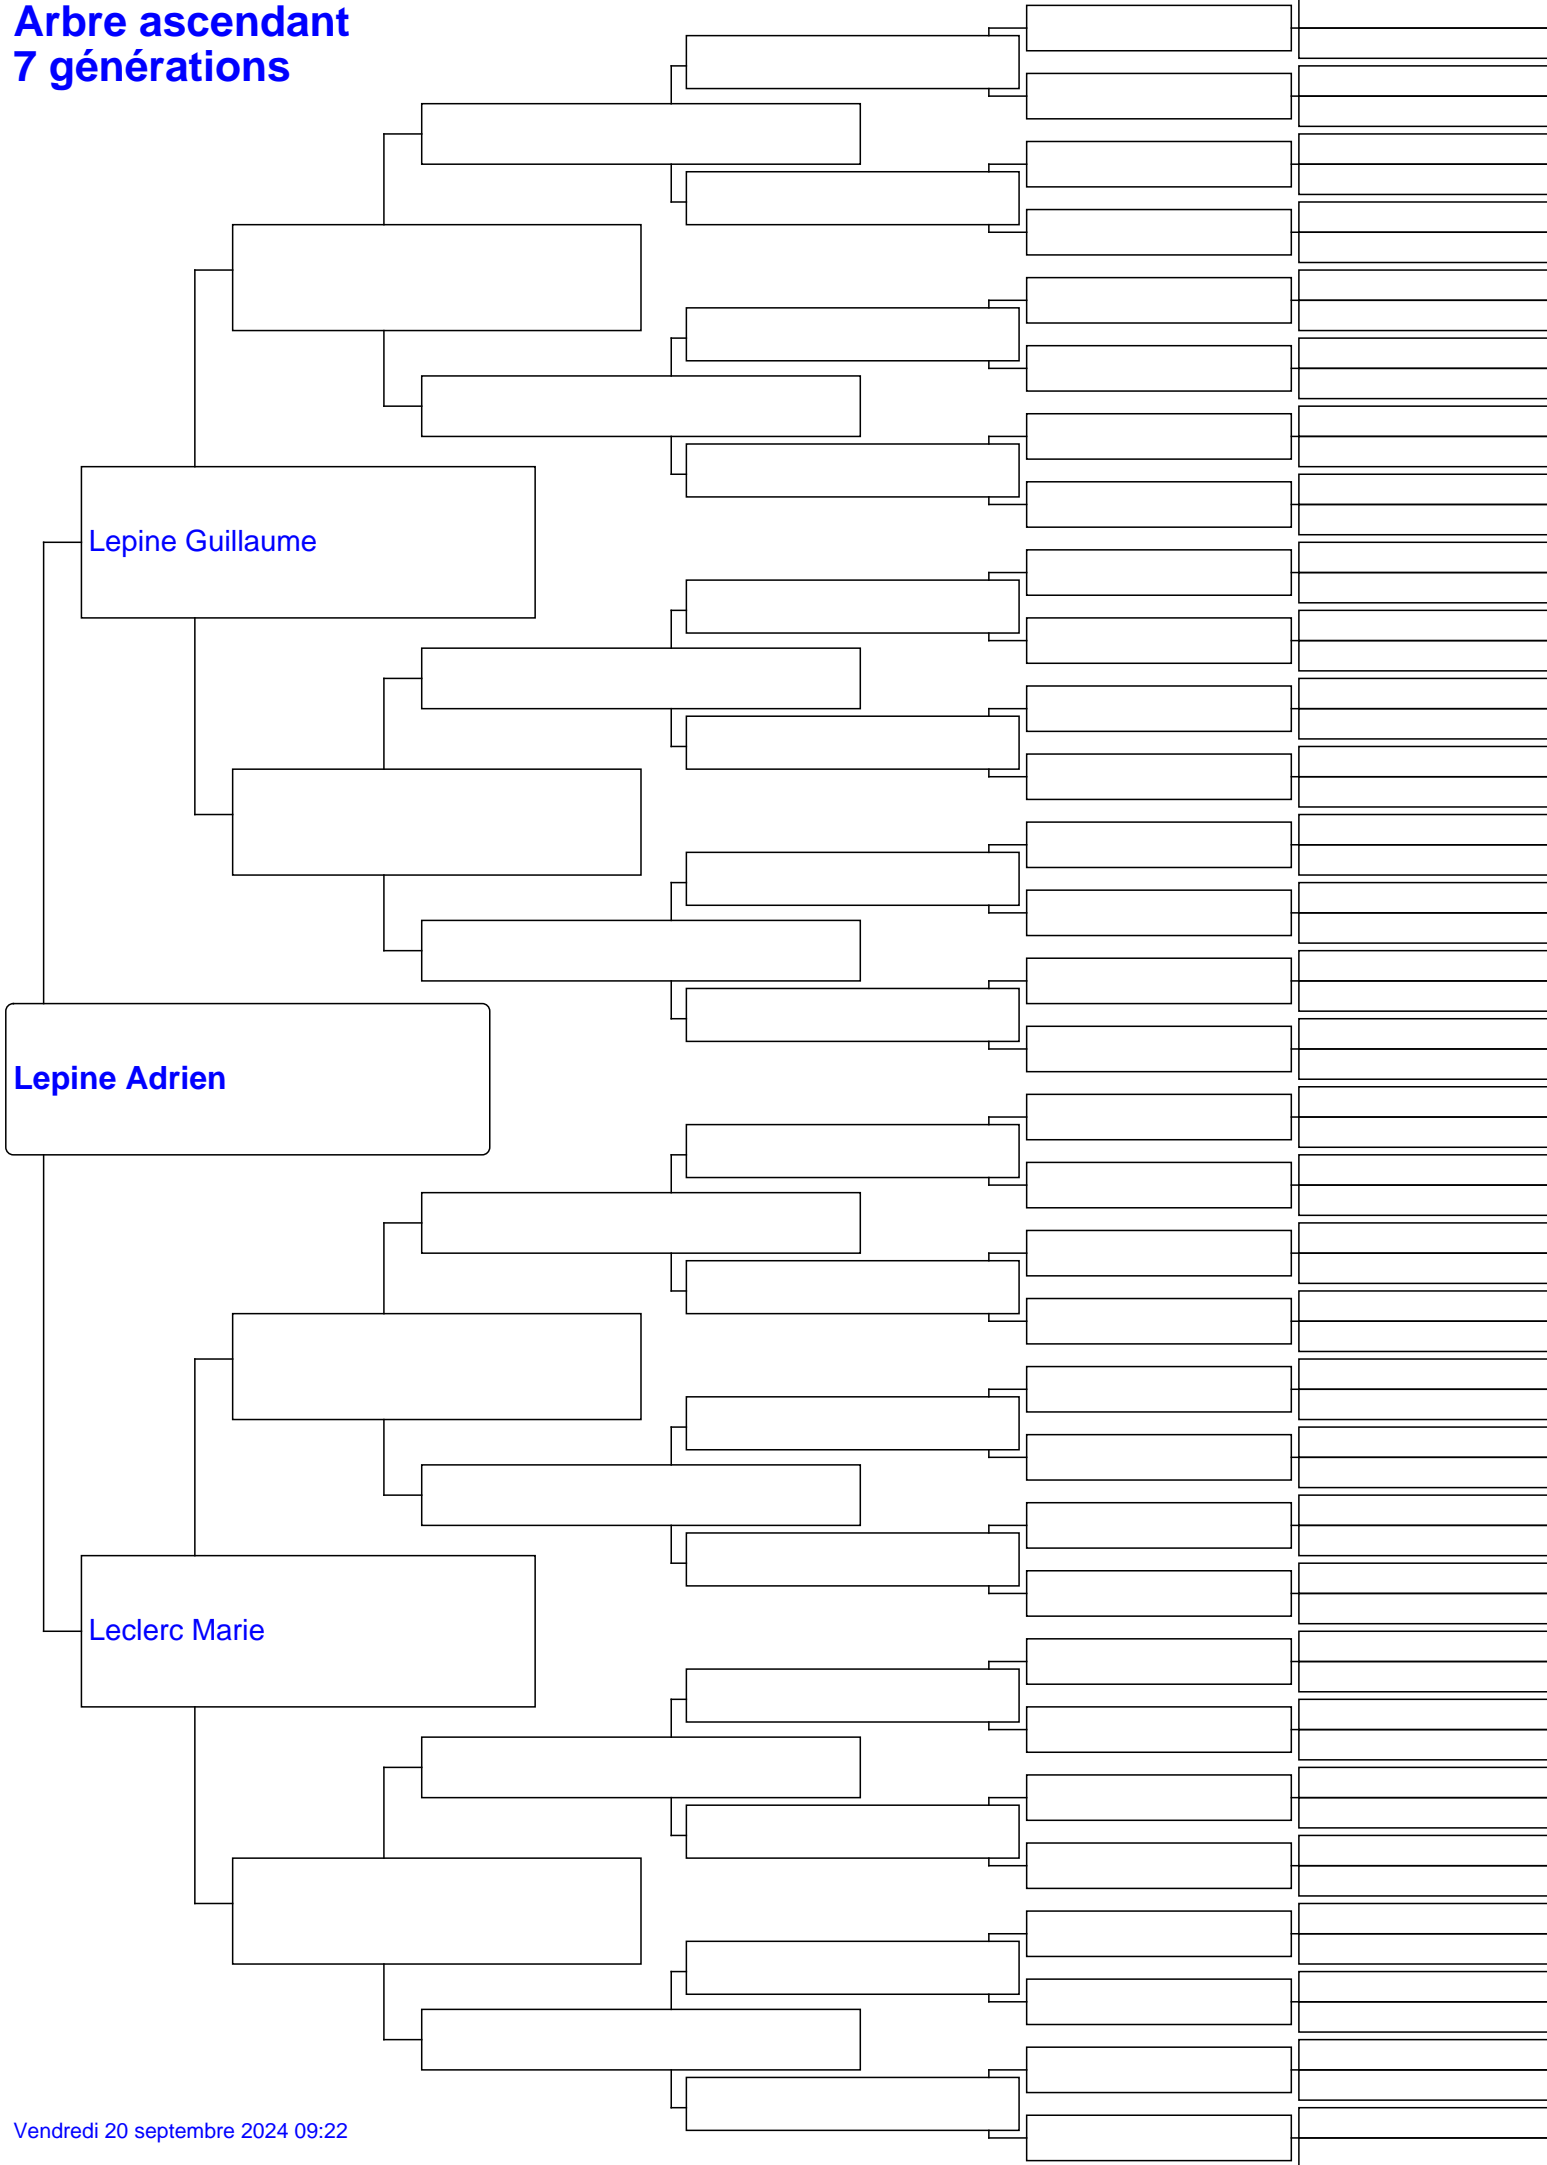 Arbre ascendant
7 générations
Lepine Guillaume
Lepine Adrien
Leclerc Marie
Vendredi 20 septembre 2024 09:22